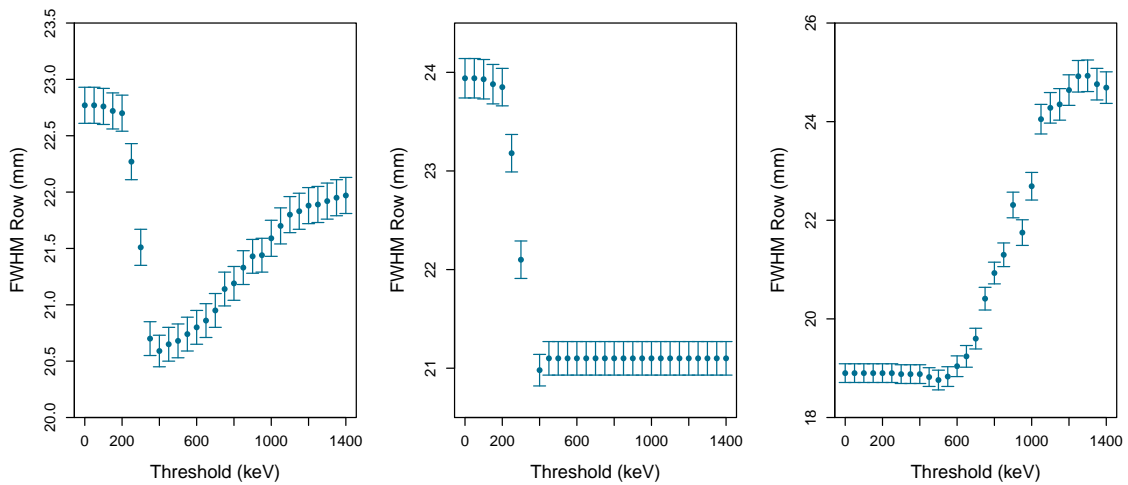 FWHM Row (mm)
20.0 20.5 21.0 21.5 22.0 22.5 23.0 23.5
0 200 600 1000 1400
Threshold (keV)
FWHM Row (mm)
21 22 23 24
0 200 600 1000 1400
Threshold (keV)
FWHM Row (mm)
18 20 22 24 26
0 200 600 1000 1400
Threshold (keV)